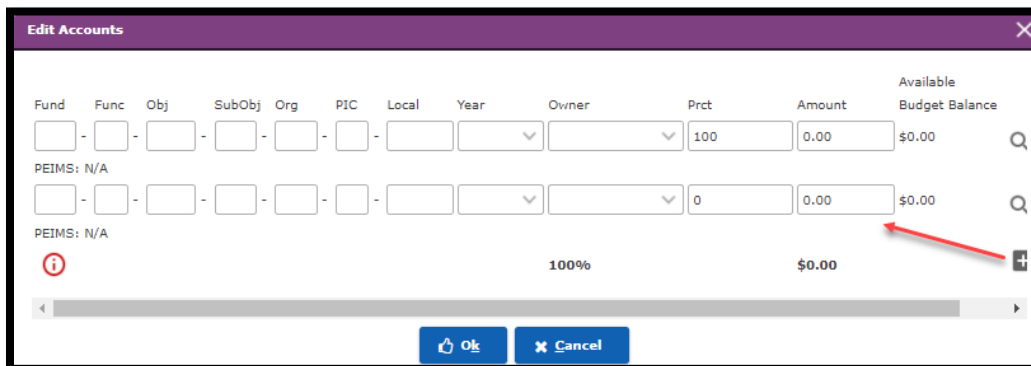 Edit Accounts
Available
Fund Func Obj SubObj Org PIC Local Year Owner Prct Amount Budget Balance
- - - - - - 100 0.00 $0.00
PEIMS: N/A
- - - - - - 0 0.00 $0.00
PEIMS: N/A
100% $0.00
Ok Cancel